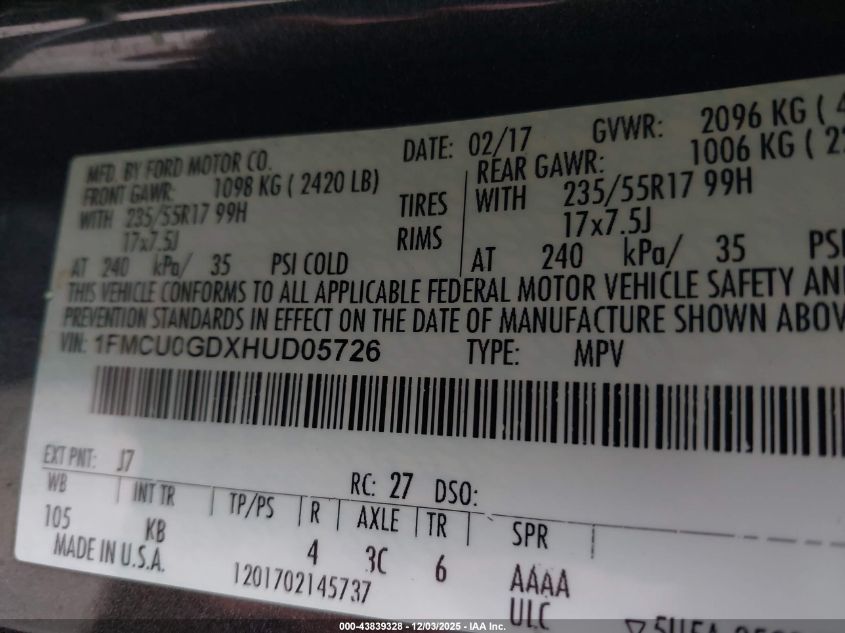 MFD. BY FORD MOTOR CO.
DATE: 02/17
GVWR: 2096 KG ( 4
FRONT GAWR: 1098 KG ( 2420 LB)
REAR GAWR: 1006 KG ( 2
WITH 235/55R17 99H
TIRES
WITH 235/55R17 99H
17x7.5J
RIMS
17x7.5J
AT 240 kPa/ 35 PSI COLD
AT 240 kPa/ 35 PSI
THIS VEHICLE CONFORMS TO ALL APPLICABLE FEDERAL MOTOR VEHICLE SAFETY AN
PREVENTION STANDARDS IN EFFECT ON THE DATE OF MANUFACTURE SHOWN ABOV
VIN: 1FMCU0GDXHUD05726 TYPE: MPV
EXT PNT: J7
RC: 27 DSO:
WB INT TR TP/PS R AXLE TR SPR
105 KB 4 3C 6 AAAA
MADE IN U.S.A.
1201702145737
ULC
000-43839328 - 12/03/2025 - IAA Inc.